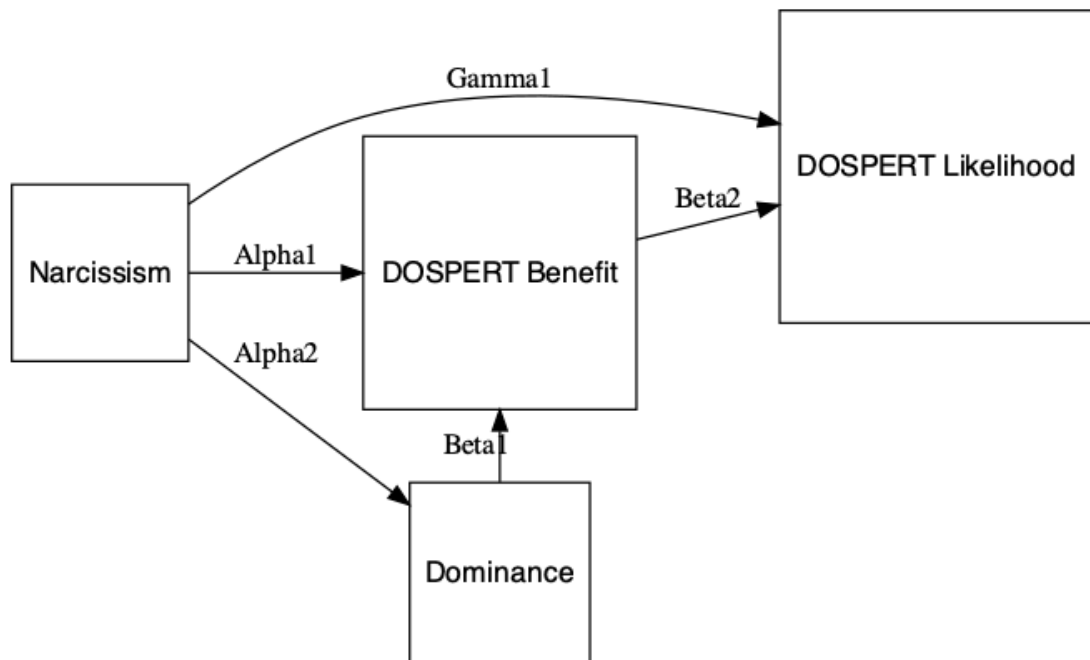 Gamma1
DOSPERT Likelihood
Beta2
Narcissism
Alpha1
DOSPERT Benefit
Alpha2
Beta1
Dominance